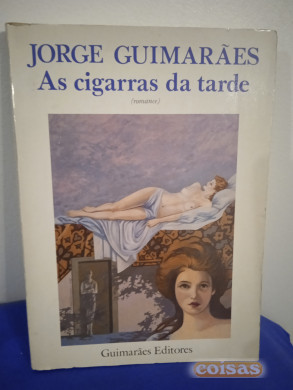 JORGE GUIMARÃES
As cigarras da tarde
(romance)
Guimarães Editores
coisas